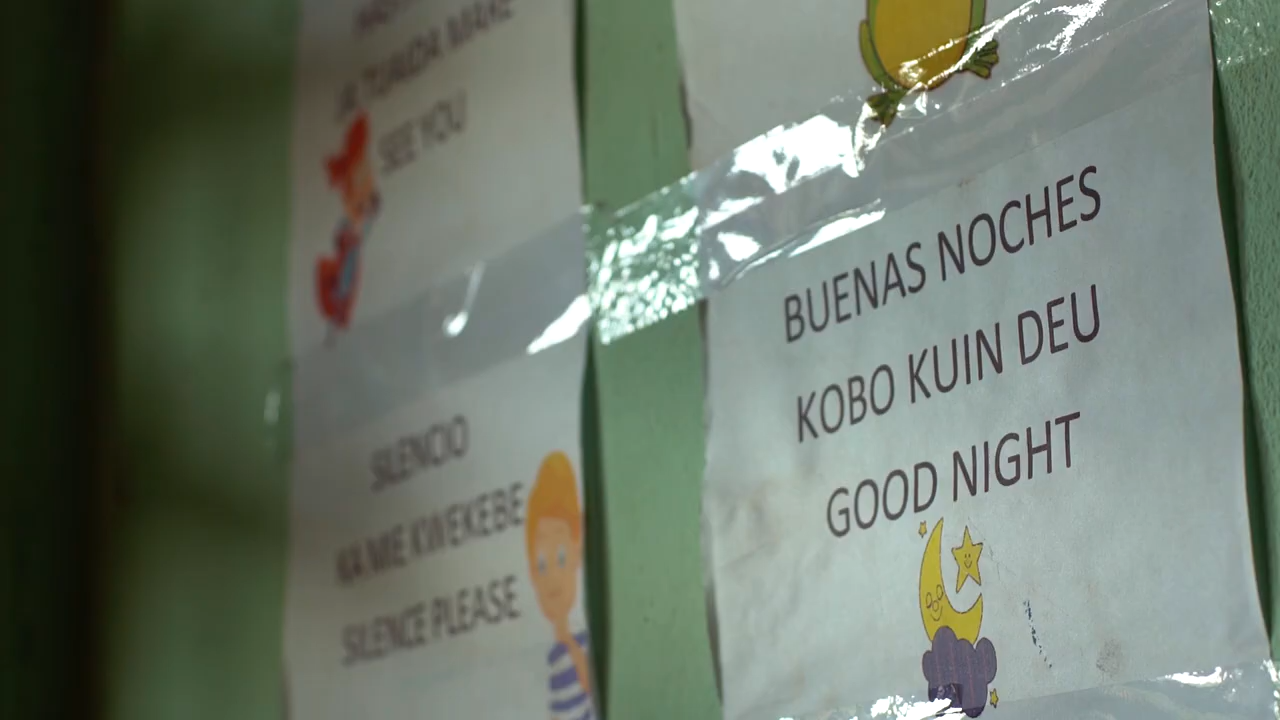 SEE YOU
SILENCIO
KA MIE KWEKEBE
SILENCE PLEASE
BUENAS NOCHES
KOBO KUIN DEU
GOOD NIGHT